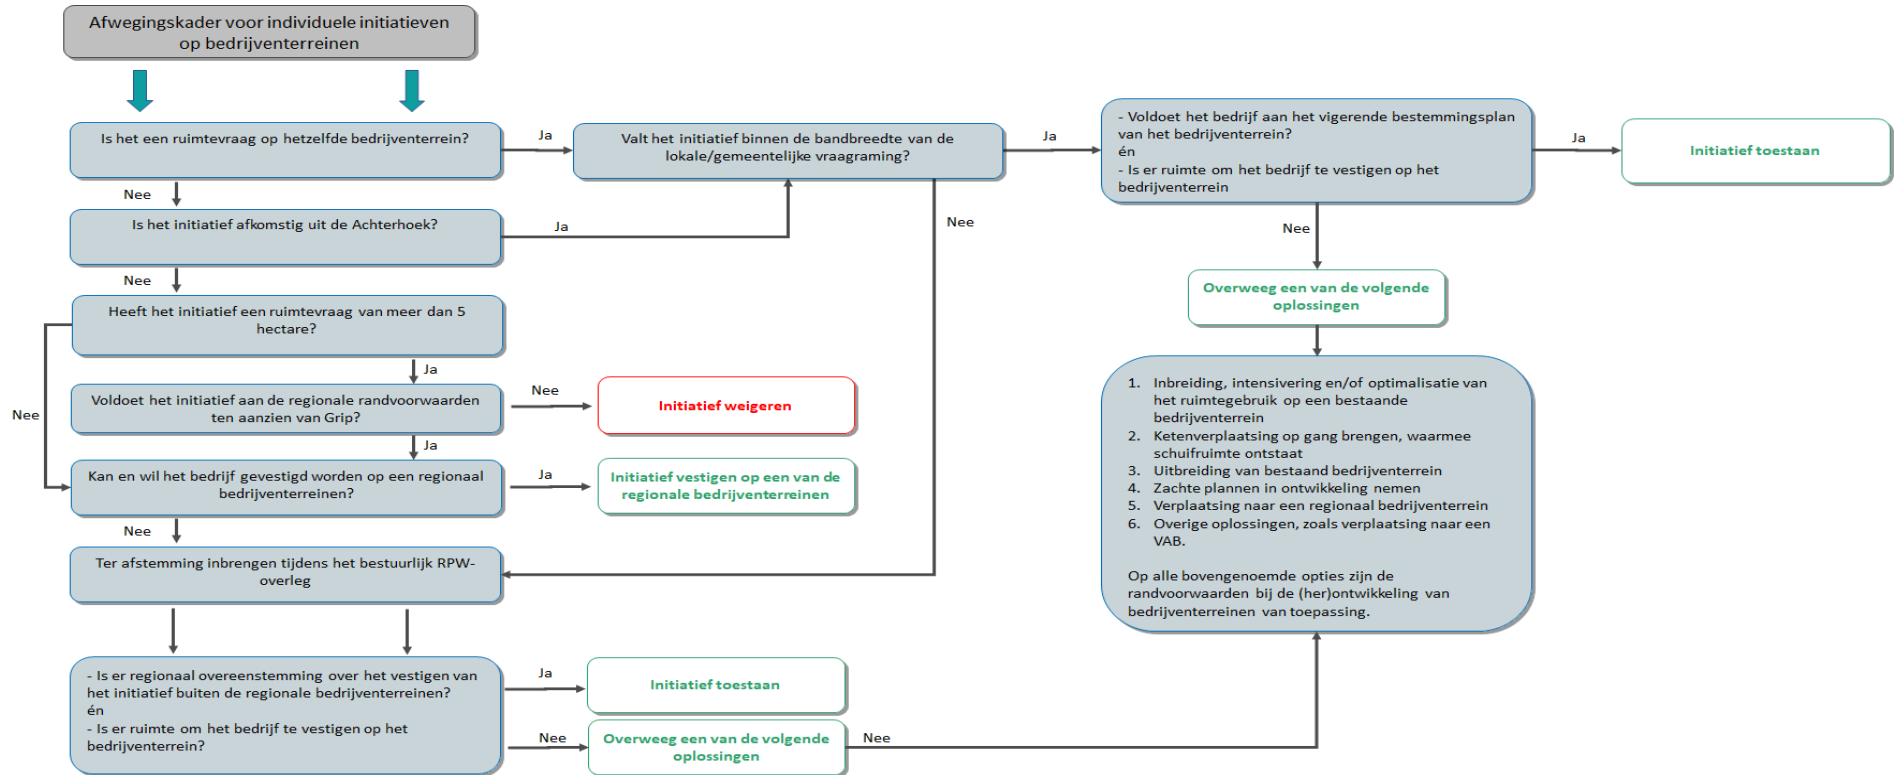 Afwegingskader voor individuele initiatieven
op bedrijventerreinen
Is het een ruimtevraag op hetzelfde bedrijventerrein?
Ja
Valt het initiatief binnen de bandbreedte van de
lokale/gemeentelijke vraagraming?
Ja
- Voldoet het bedrijf aan het vigerende bestemmingsplan
van het bedrijventerrein?
én
- Is er ruimte om het bedrijf te vestigen op het
bedrijventerrein
Ja
Initiatief toestaan
Nee
Is het initiatief afkomstig uit de Achterhoek?
Ja
Nee
Nee
Nee
Heeft het initiatief een ruimtevraag van meer dan 5
hectare?
Overweeg een van de volgende
oplossingen
Ja
Nee
Voldoet het initiatief aan de regionale randvoorwaarden
ten aanzien van Grip?
Nee
Initiatief weigeren
Ja
Kan en wil het bedrijf gevestigd worden op een regionaal
bedrijventerreinen?
Ja
Initiatief vestigen op een van de
regionale bedrijventerreinen
Nee
Ter afstemming inbrengen tijdens het bestuurlijk RPW-
overleg
1. Inbreiding, intensivering en/of optimalisatie van
het ruimtegebruik op een bestaande
bedrijventerrein
2. Ketenverplaatsing op gang brengen, waarmee
schuifruimte ontstaat
3. Uitbreiding van bestaand bedrijventerrein
4. Zachte plannen in ontwikkeling nemen
5. Verplaatsing naar een regionaal bedrijventerrein
6. Overige oplossingen, zoals verplaatsing naar een
VAB.
Op alle bovengenoemde opties zijn de
randvoorwaarden bij de (her)ontwikkeling van
bedrijventerreinen van toepassing.
- Is er regionaal overeenstemming over het vestigen van
het initiatief buiten de regionale bedrijventerreinen?
én
- Is er ruimte om het bedrijf te vestigen op het
bedrijventerrein?
Ja
Initiatief toestaan
Nee
Overweeg een van de volgende
oplossingen
Nee